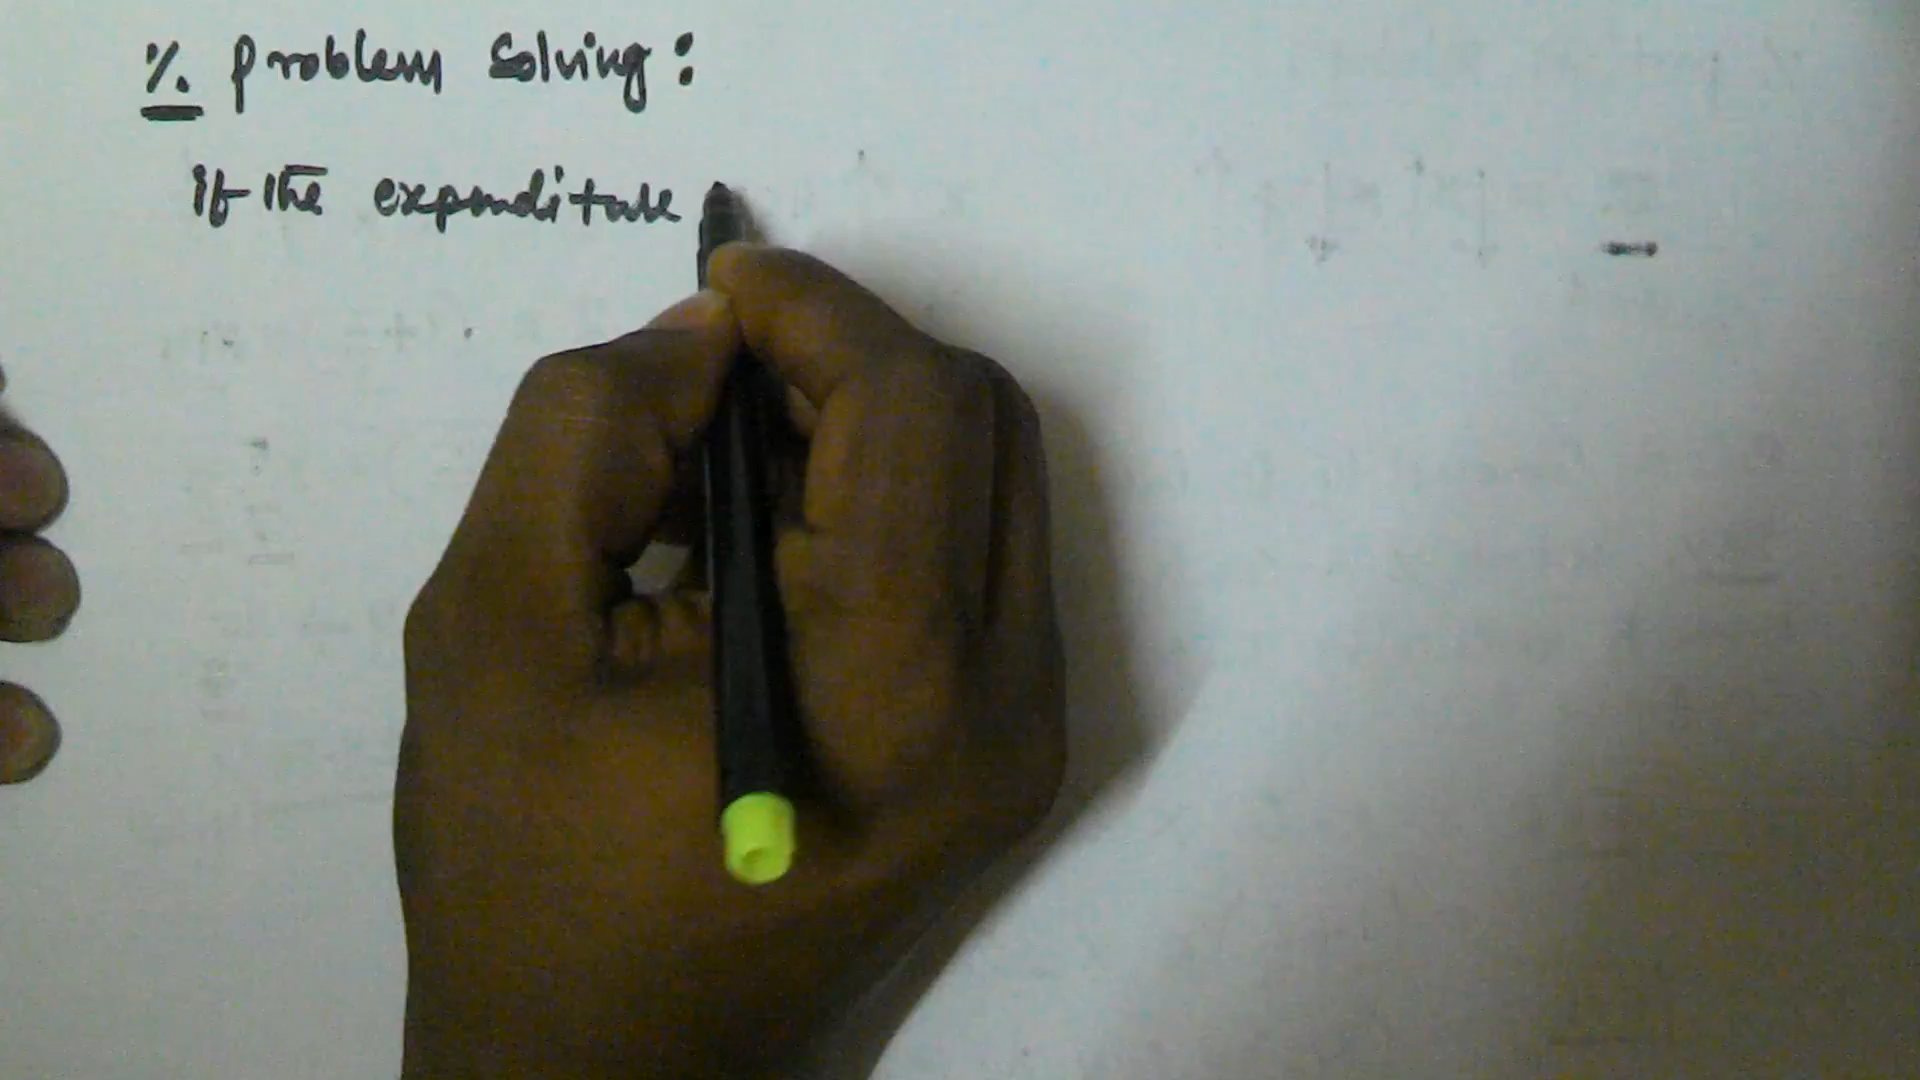 % Problem Solving:
if the expenditure